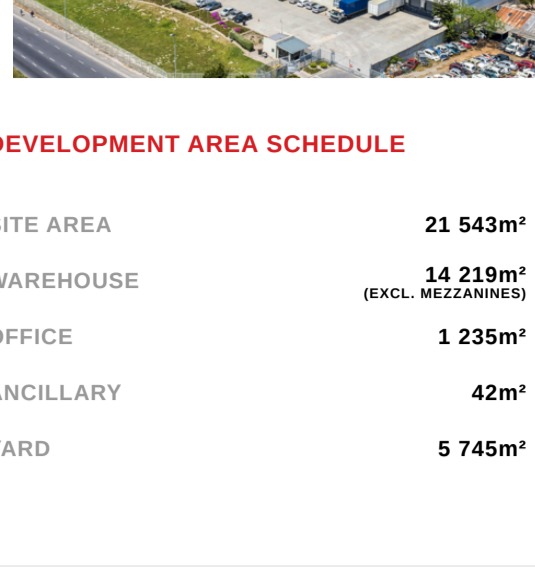 DEVELOPMENT AREA SCHEDULE
SITE AREA 21 543m²
WAREHOUSE 14 219m²
(EXCL. MEZZANINES)
OFFICE 1 235m²
ANCILLARY 42m²
YARD 5 745m²